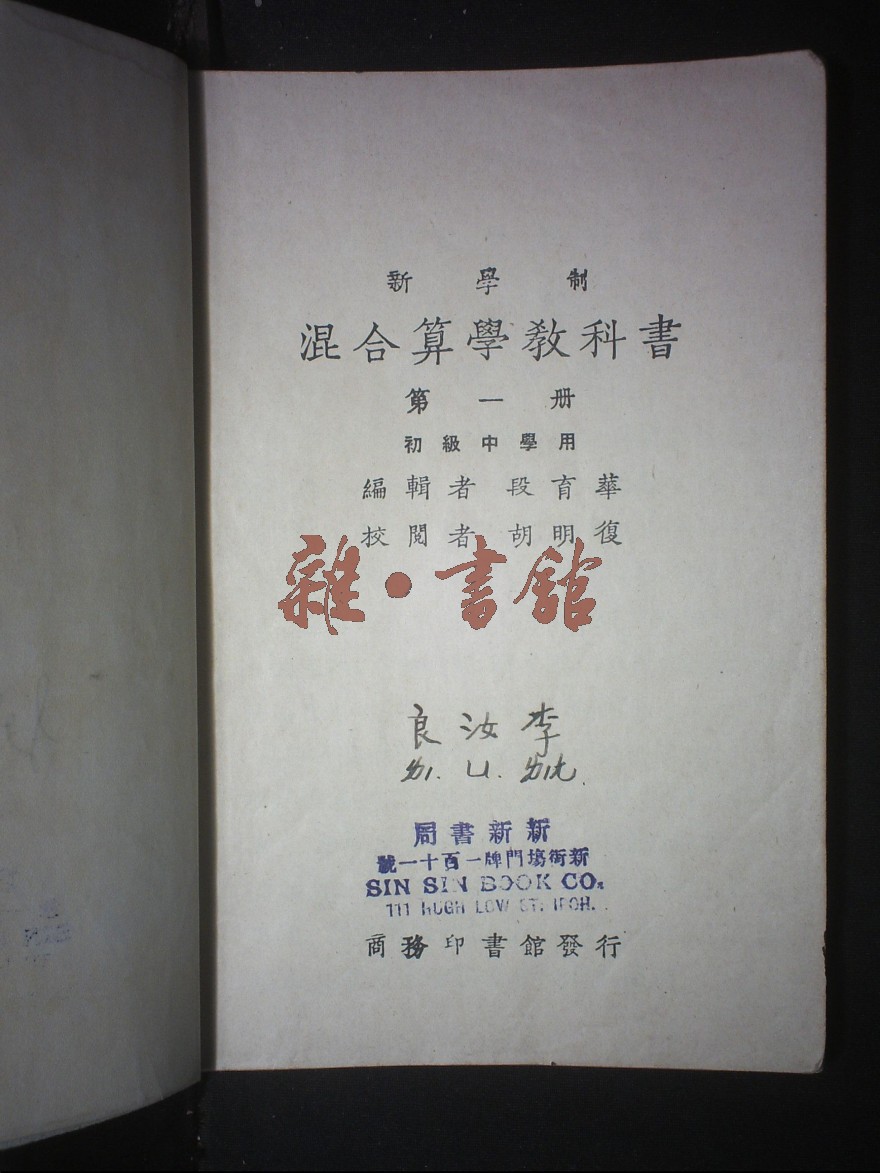 新學制
混合算學教科書
第一册
初級中學用
編輯者 段育華
校閱者 胡明復
雜·書館
良汝李
局書新新
號一十百一牌門塲街新
SIN SIN BOOK CO.
111 HUGH LOW ST. IPOH.
商務印書館發行